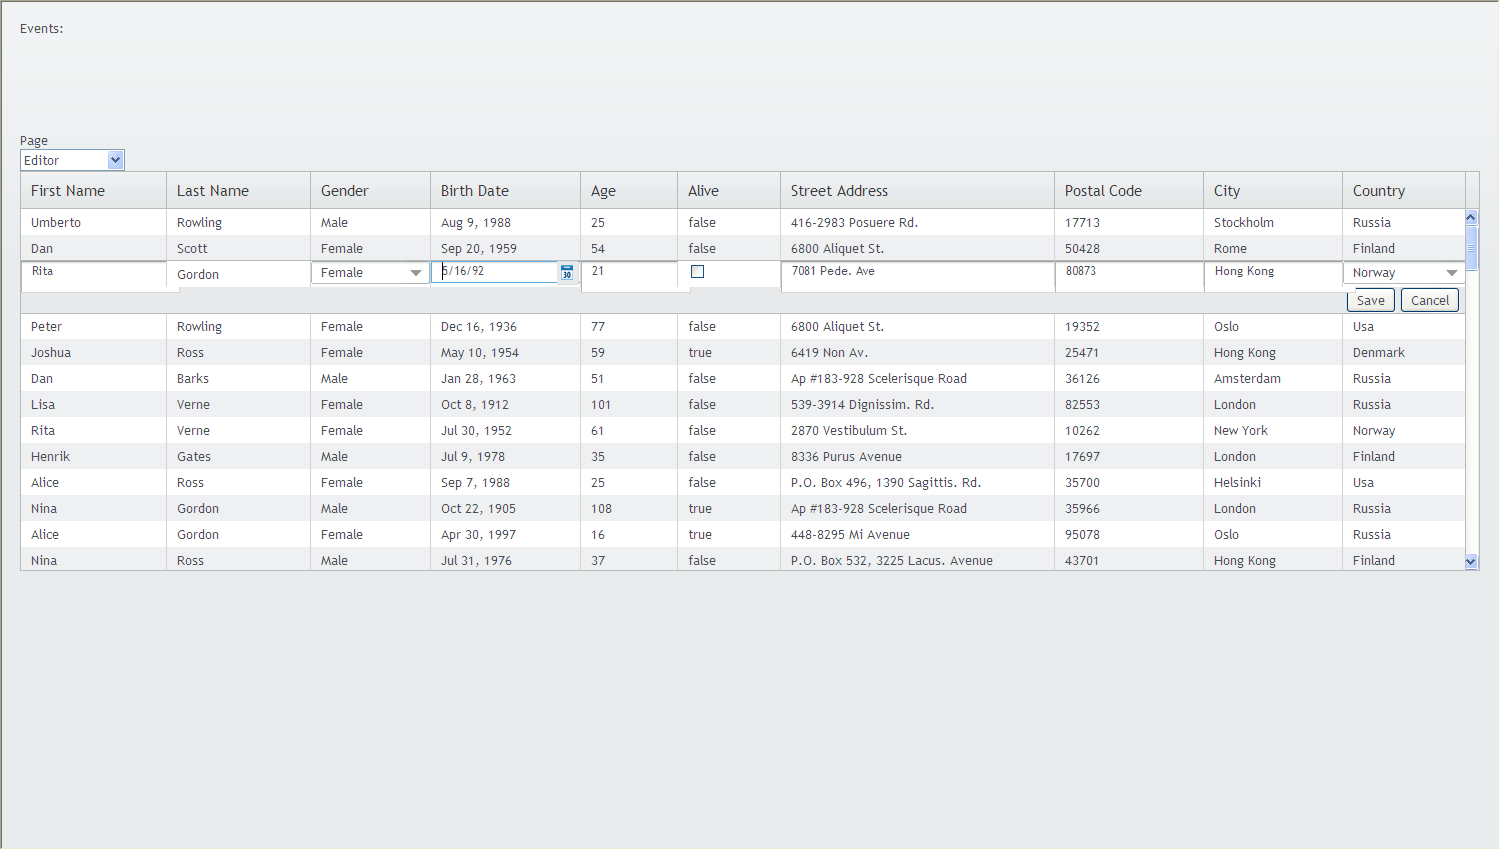 Events:
Page
Editor
First Name Last Name Gender Birth Date Age Alive Street Address Postal Code City Country
Umberto Rowling Male Aug 9, 1988 25 false 416-2983 Posuere Rd. 17713 Stockholm Russia
Dan Scott Female Sep 20, 1959 54 false 6800 Aliquet St. 50428 Rome Finland
Rita Gordon Female 5/16/92 30 21 7081 Pede. Ave 80873 Hong Kong Norway
Save Cancel
Peter Rowling Female Dec 16, 1936 77 false 6800 Aliquet St. 19352 Oslo Usa
Joshua Ross Female May 10, 1954 59 true 6419 Non Av. 25471 Hong Kong Denmark
Dan Barks Male Jan 28, 1963 51 false Ap #183-928 Scelerisque Road 36126 Amsterdam Russia
Lisa Verne Female Oct 8, 1912 101 false 539-3914 Dignissim. Rd. 82553 London Russia
Rita Verne Female Jul 30, 1952 61 false 2870 Vestibulum St. 10262 New York Norway
Henrik Gates Male Jul 9, 1978 35 false 8336 Purus Avenue 17697 London Finland
Alice Ross Female Sep 7, 1988 25 false P.O. Box 496, 1390 Sagittis. Rd. 35700 Helsinki Usa
Nina Gordon Male Oct 22, 1905 108 true Ap #183-928 Scelerisque Road 35966 London Russia
Alice Gordon Female Apr 30, 1997 16 true 448-8295 Mi Avenue 95078 Oslo Russia
Nina Ross Male Jul 31, 1976 37 false P.O. Box 532, 3225 Lacus. Avenue 43701 Hong Kong Finland